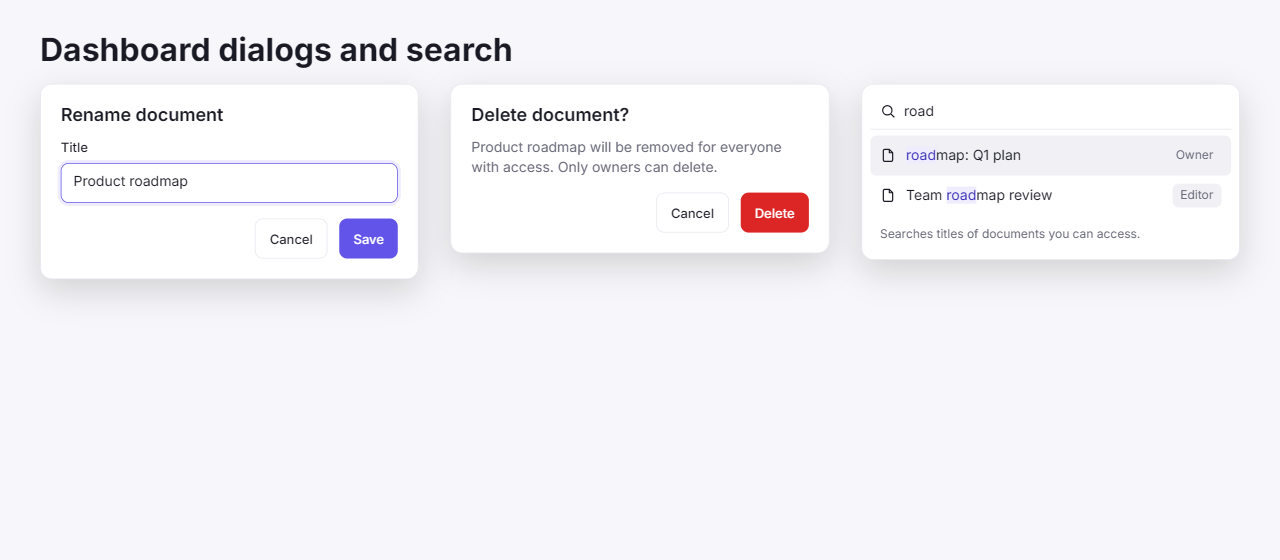 Dashboard dialogs and search
Rename document
Title
Product roadmap
Cancel
Save
Delete document?
Product roadmap will be removed for everyone
with access. Only owners can delete.
Cancel
Delete
road
roadmap: Q1 plan
Owner
Team roadmap review
Editor
Searches titles of documents you can access.